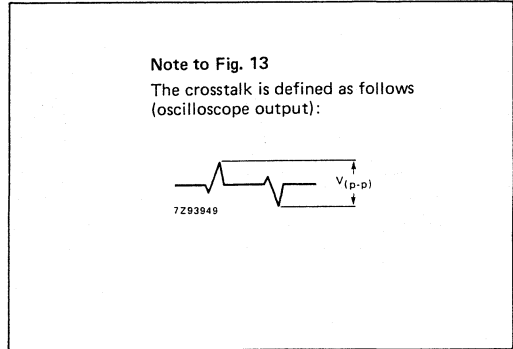 Note to Fig. 13
The crosstalk is defined as follows
(oscilloscope output):
V(p-p)
7Z93949